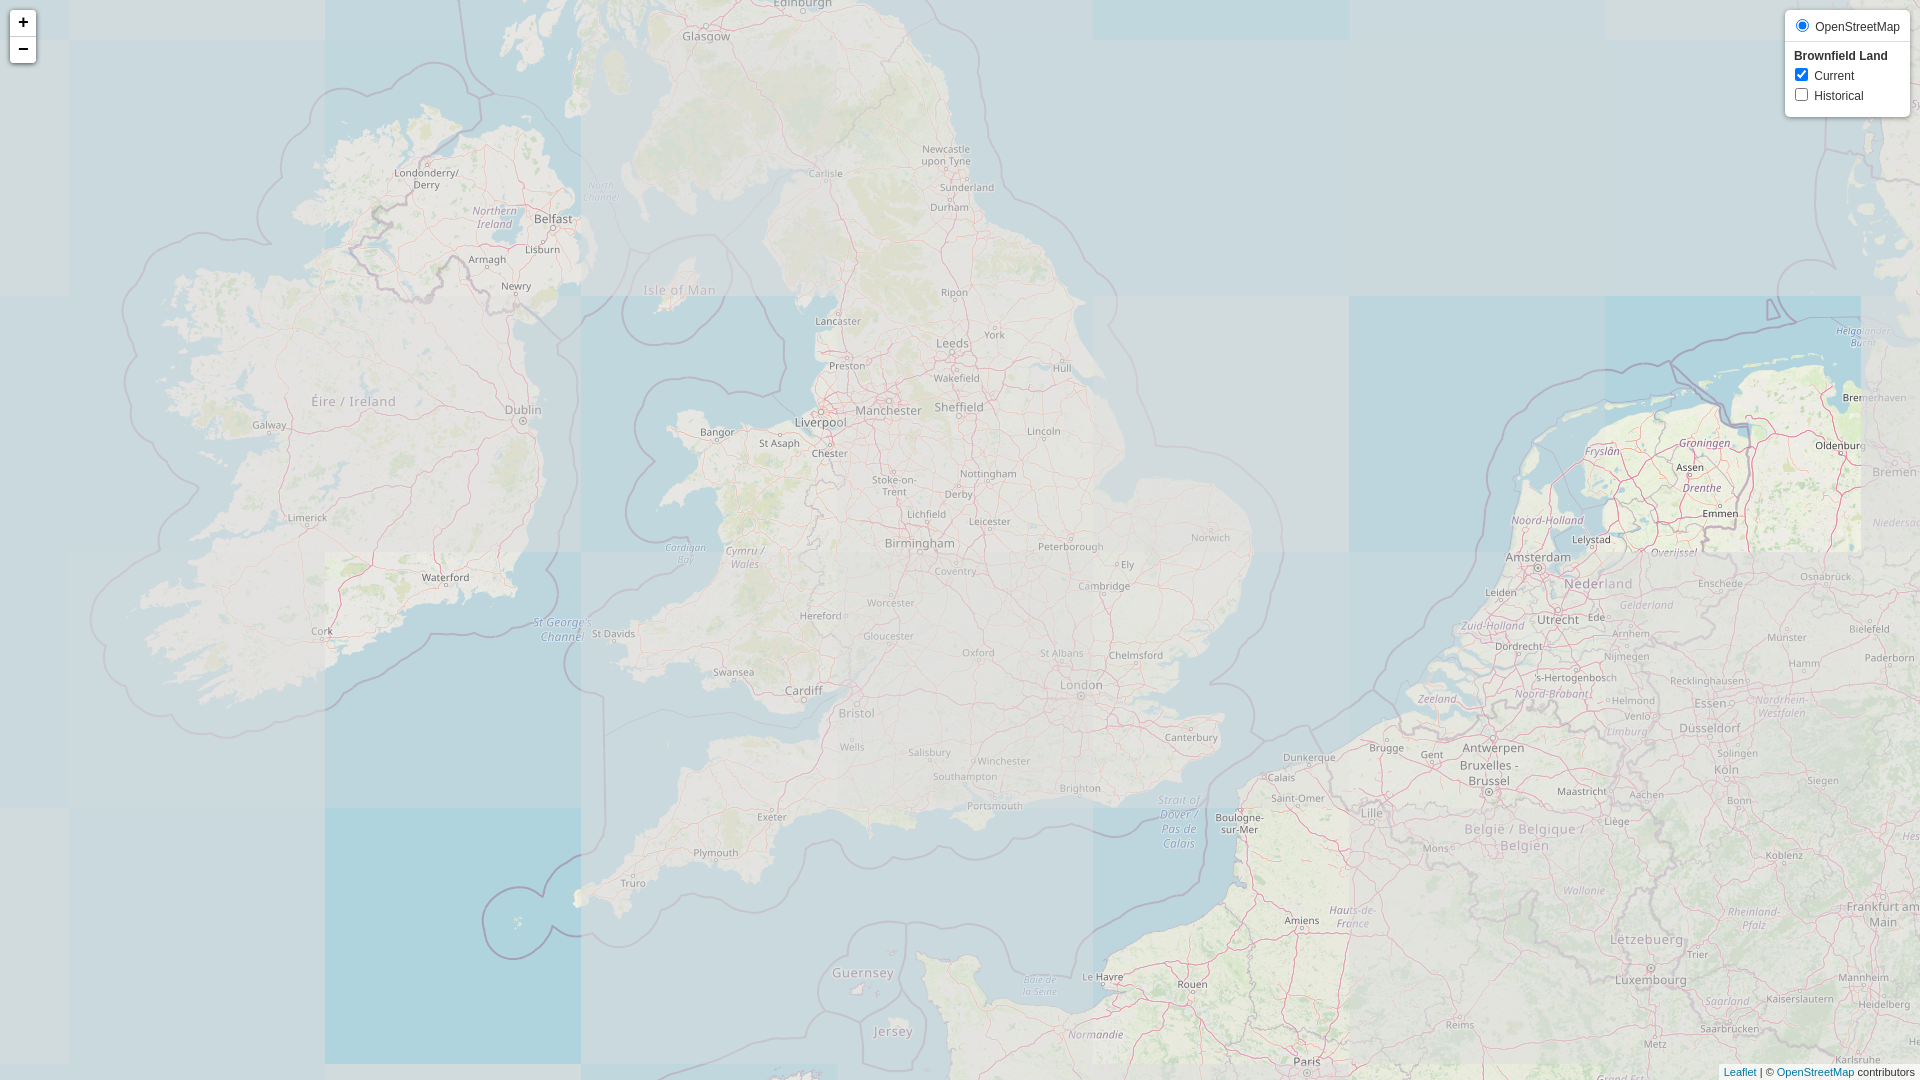 +
−
OpenStreetMap
Brownfield Land
Current
Historical
Edinburgh
Glasgow
Londonderry/
Derry
Northern
Ireland
Belfast
Lisburn
Armagh
Newry
North
Channel
Isle of Man
Newcastle
upon Tyne
Carlisle
Sunderland
Durham
Ripon
Lancaster
York
Leeds
Preston
Hull
Wakefield
Manchester
Sheffield
Liverpool
Éire / Ireland
Dublin
Galway
Bangor
St Asaph
Chester
Lincoln
Stoke-on-
Trent
Nottingham
Derby
Limerick
Lichfield
Leicester
Birmingham
Peterborough
Norwich
Cardigan
Bay
Cymru /
Wales
Coventry
Ely
Cambridge
Waterford
Worcester
Hereford
Cork
St George's
Channel
St Davids
Gloucester
Oxford
St Albans
Chelmsford
Swansea
Cardiff
London
Bristol
Wells
Salisbury
Winchester
Canterbury
Southampton
Portsmouth
Brighton
Exeter
Plymouth
Truro
Strait of
Dover /
Pas de
Calais
Dunkerque
Calais
Saint-Omer
Boulogne-
sur-Mer
Lille
Brugge
Gent
Antwerpen
Bruxelles -
Brussel
Maastricht
Aachen
Liège
België / Belgique /
Belgien
Mons
Wallonie
Hauts-de-
France
Amiens
Guernsey
Jersey
Baie de
la Seine
Le Havre
Rouen
Normandie
Reims
Paris
Metz
Lëtzebuerg
Luxembourg
Trier
Saarland
Saarbrücken
Kaiserslautern
Mannheim
Heidelberg
Karlsruhe
Frankfurt am
Main
Rheinland-
Pfalz
Koblenz
Siegen
Bonn
Köln
Solingen
Düsseldorf
Essen
Nordrhein-
Westfalen
Recklinghausen
Hamm
Paderborn
Bielefeld
Münster
Osnabrück
Enschede
Overijssel
Gelderland
Arnhem
Nijmegen
Ede
Utrecht
Nederland
Amsterdam
Leiden
Zuid-Holland
Dordrecht
's-Hertogenbosch
Noord-Brabant
Helmond
Venlo
Limburg
Zeeland
Lelystad
Noord-Holland
Emmen
Drenthe
Assen
Groningen
Fryslân
Oldenburg
Bremen
Bremerhaven
Helgoländer
Leaflet | © OpenStreetMap contributors